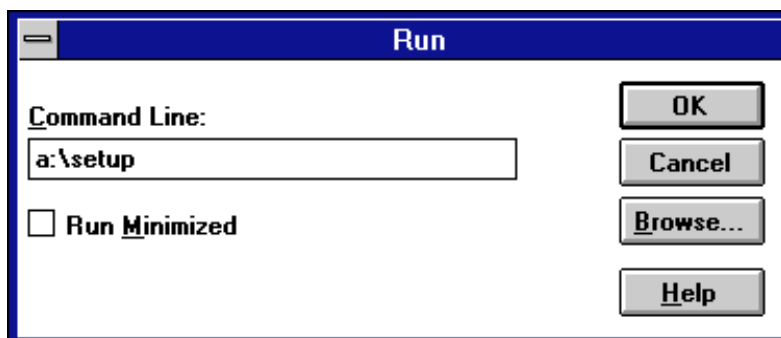 Run
Command Line:
a:\setup
Run Minimized
OK
Cancel
Browse...
Help